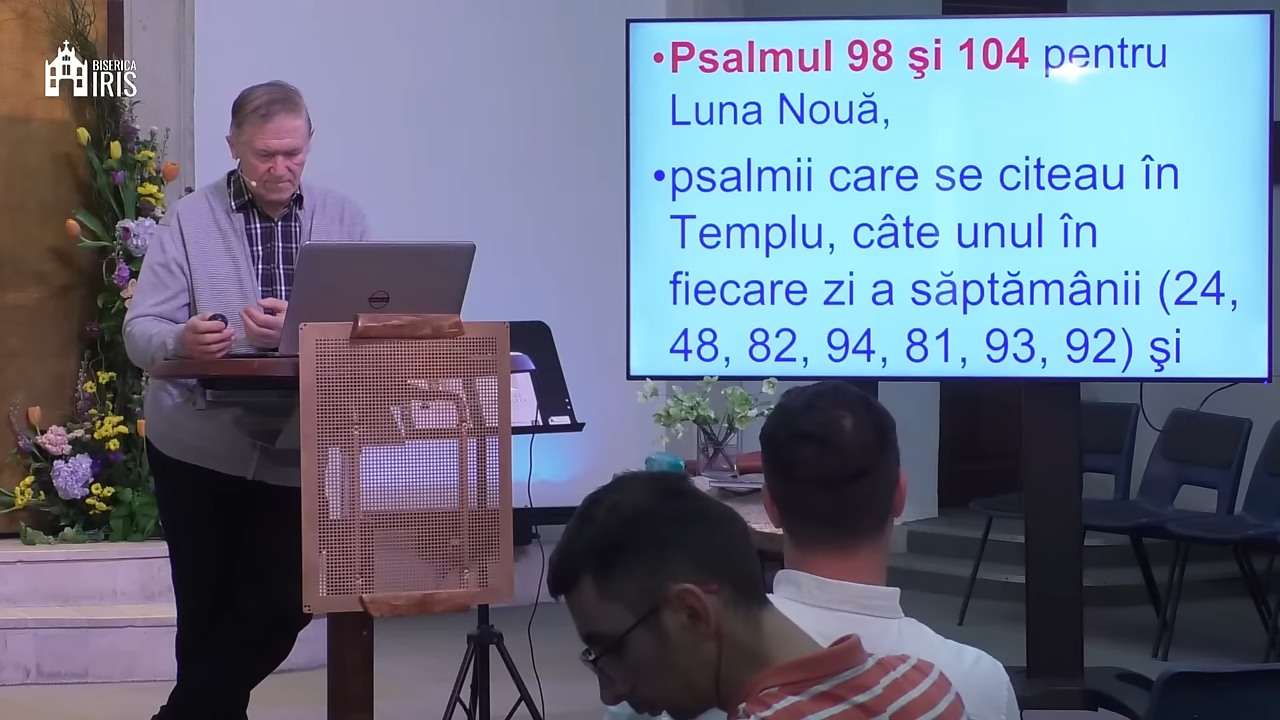 BISERICA
IRIS
•Psalmul 98 şi 104 pentru
Luna Nouă,
•psalmii care se citeau în
Templu, câte unul în
fiecare zi a săptămânii (24,
48, 82, 94, 81, 93, 92) şi